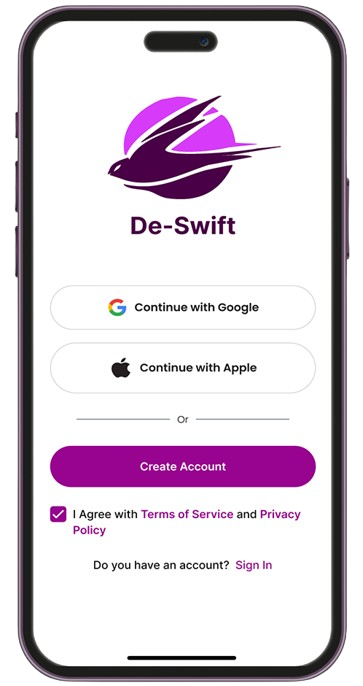 De-Swift
Continue with Google
Continue with Apple
Or
Create Account
I Agree with Terms of Service and Privacy
Policy
Do you have an account? Sign In